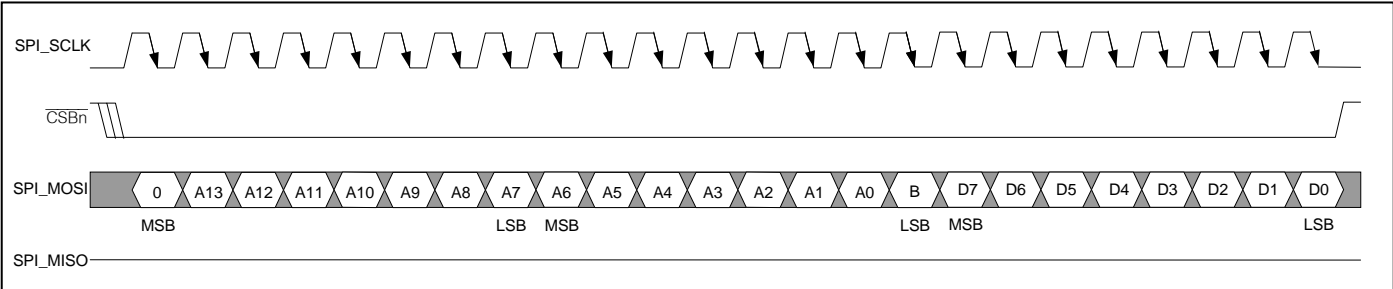 SPI_SCLK
CSBn
SPI_MOSI 0 A13 A12 A11 A10 A9 A8 A7 A6 A5 A4 A3 A2 A1 A0 B D7 D6 D5 D4 D3 D2 D1 D0
MSB LSB MSB LSB MSB LSB
SPI_MISO